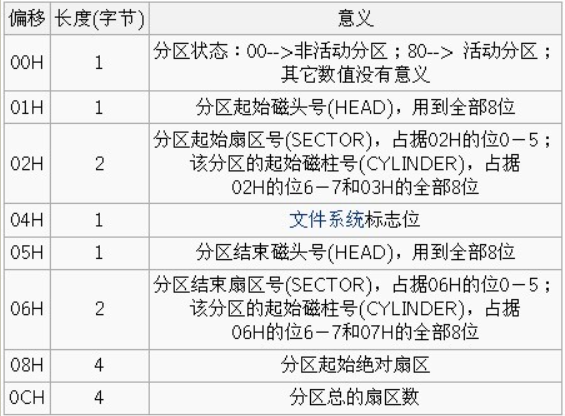 偏移 长度(字节) 意义
00H 1 分区状态：00-->非活动分区；80--> 活动分区；
其它数值没有意义
01H 1 分区起始磁头号(HEAD)，用到全部8位
02H 2 分区起始扇区号(SECTOR)，占据02H的位0－5；
该分区的起始磁柱号(CYLINDER)，占据
02H的位6－7和03H的全部8位
04H 1 文件系统标志位
05H 1 分区结束磁头号(HEAD)，用到全部8位
06H 2 分区结束扇区号(SECTOR)，占据06H的位0－5；
该分区的起始磁柱号(CYLINDER)，占据
06H的位6－7和07H的全部8位
08H 4 分区起始绝对扇区
0CH 4 分区总的扇区数